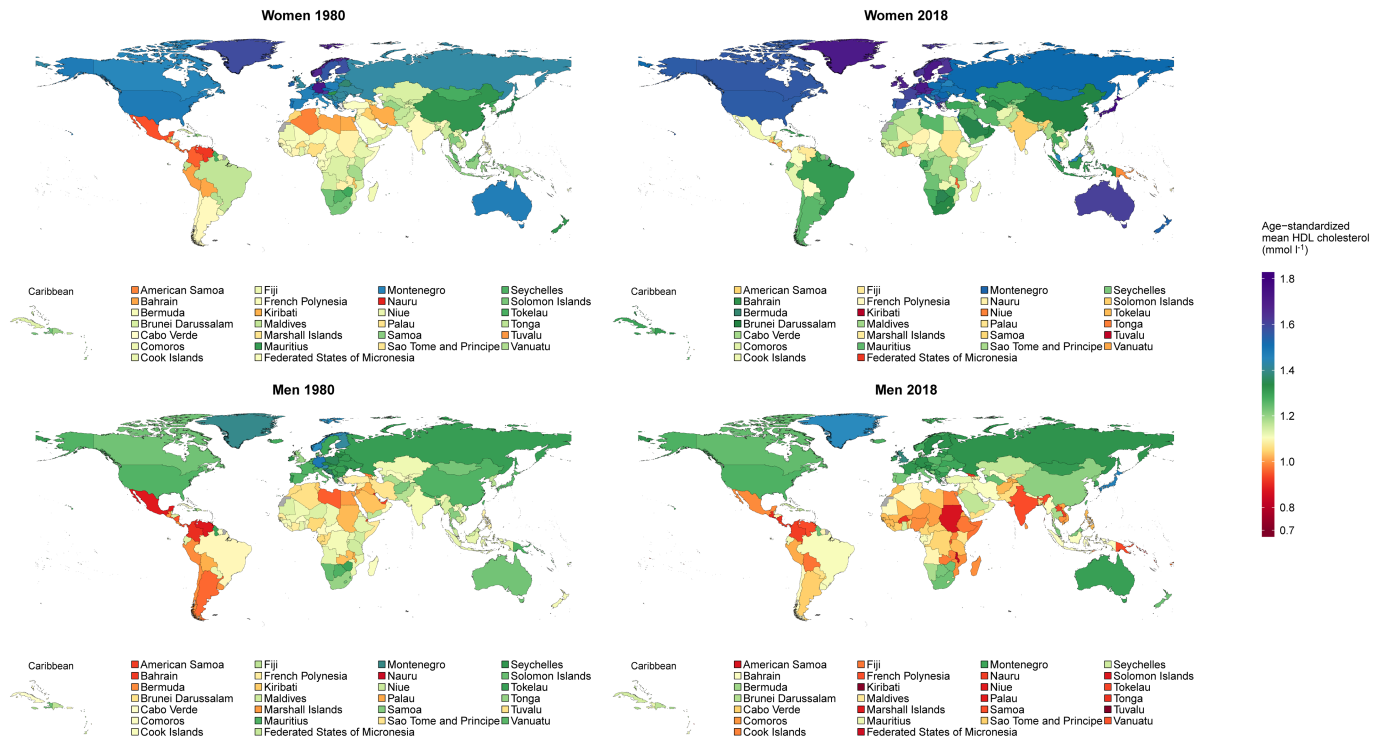 Women 1980
Women 2018
Caribbean
American Samoa
Bahrain
Bermuda
Brunei Darussalam
Cabo Verde
Comoros
Cook Islands
Fiji
French Polynesia
Kiribati
Maldives
Marshall Islands
Mauritius
Federated States of Micronesia
Montenegro
Nauru
Niue
Palau
Samoa
Sao Tome and Principe
Seychelles
Solomon Islands
Tokelau
Tonga
Tuvalu
Vanuatu
Caribbean
American Samoa
Bahrain
Bermuda
Brunei Darussalam
Cabo Verde
Comoros
Cook Islands
Fiji
French Polynesia
Kiribati
Maldives
Marshall Islands
Mauritius
Federated States of Micronesia
Montenegro
Nauru
Niue
Palau
Samoa
Sao Tome and Principe
Seychelles
Solomon Islands
Tokelau
Tonga
Tuvalu
Vanuatu
Age−standardized
mean HDL cholesterol
(mmol l⁻¹)
1.8
1.6
1.4
1.2
1.0
0.8
0.7
Men 1980
Men 2018
Caribbean
American Samoa
Bahrain
Bermuda
Brunei Darussalam
Cabo Verde
Comoros
Cook Islands
Fiji
French Polynesia
Kiribati
Maldives
Marshall Islands
Mauritius
Federated States of Micronesia
Montenegro
Nauru
Niue
Palau
Samoa
Sao Tome and Principe
Seychelles
Solomon Islands
Tokelau
Tonga
Tuvalu
Vanuatu
Caribbean
American Samoa
Bahrain
Bermuda
Brunei Darussalam
Cabo Verde
Comoros
Cook Islands
Fiji
French Polynesia
Kiribati
Maldives
Marshall Islands
Mauritius
Federated States of Micronesia
Montenegro
Nauru
Niue
Palau
Samoa
Sao Tome and Principe
Seychelles
Solomon Islands
Tokelau
Tonga
Tuvalu
Vanuatu